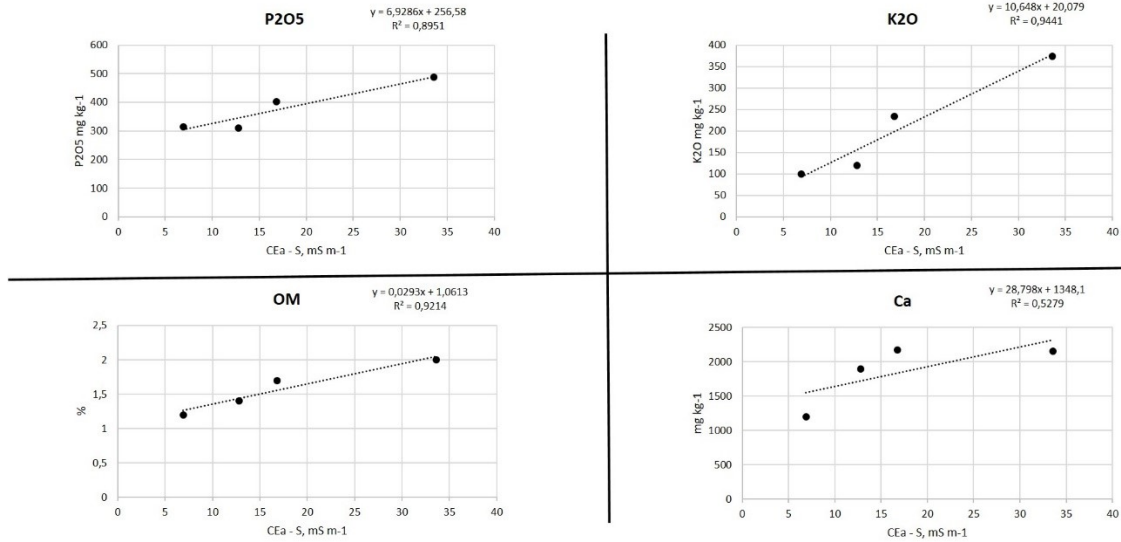 P2O5
y = 6,9286x + 256,58
R² = 0,8951
600
500
400
300
200
100
0
P2O5 mg kg-1
0 5 10 15 20 25 30 35 40
CEa - S, mS m-1
K2O
y = 10,648x + 20,079
R² = 0,9441
400
350
300
250
200
150
100
50
0
K2O mg kg-1
0 5 10 15 20 25 30 35 40
CEa - S, mS m-1
OM
y = 0,0293x + 1,0613
R² = 0,9214
2,5
2
1,5
1
0,5
0
%
0 5 10 15 20 25 30 35 40
CEa - S, mS m-1
Ca
y = 28,798x + 1348,1
R² = 0,5279
2500
2000
1500
1000
500
0
mg kg-1
0 5 10 15 20 25 30 35 40
CEa - S, mS m-1